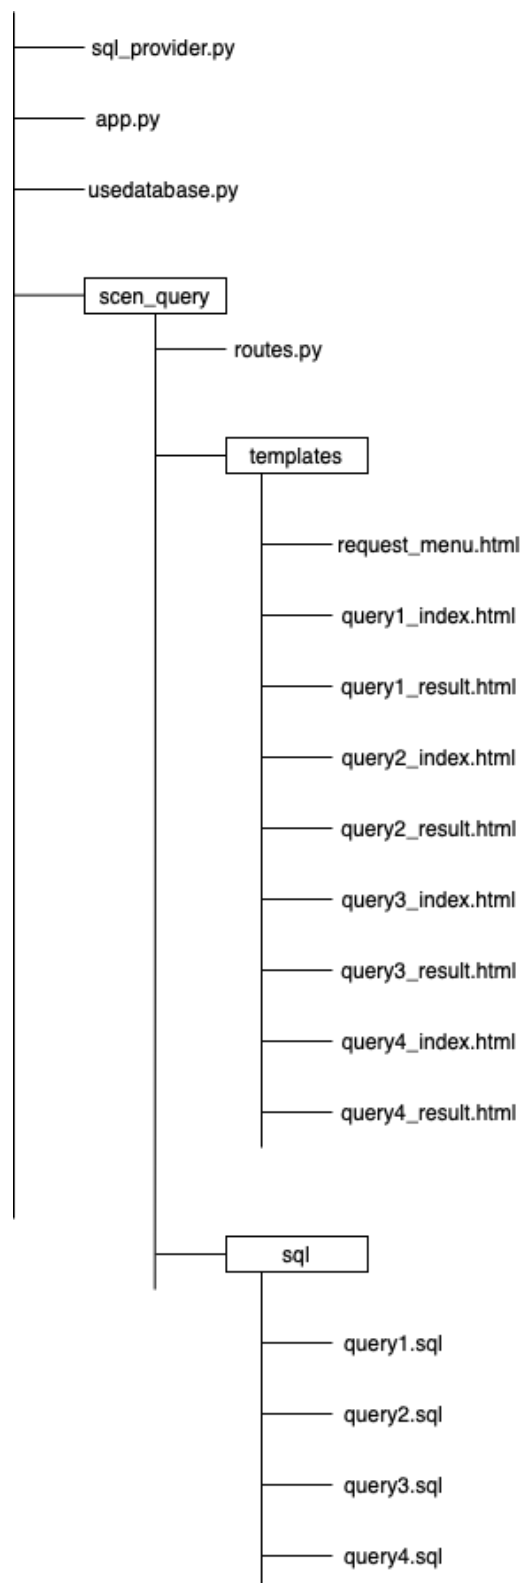 sql_provider.py
app.py
usedatabase.py
scen_query
routes.py
templates
request_menu.html
query1_index.html
query1_result.html
query2_index.html
query2_result.html
query3_index.html
query3_result.html
query4_index.html
query4_result.html
sql
query1.sql
query2.sql
query3.sql
query4.sql